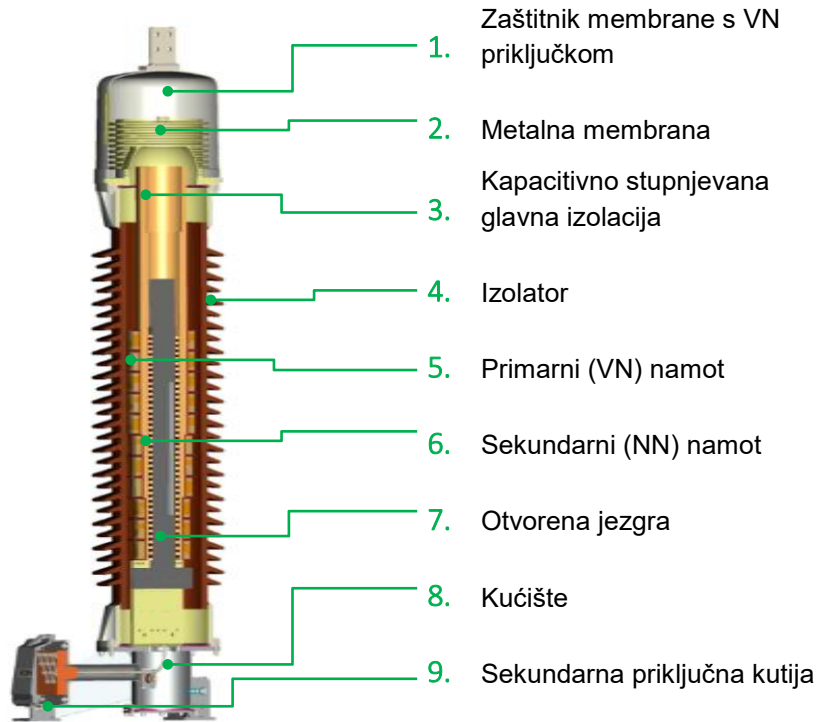 1. Zaštitnik membrane s VN
priključkom
2. Metalna membrana
3. Kapacitivno stupnjevana
glavna izolacija
4. Izolator
5. Primarni (VN) namot
6. Sekundarni (NN) namot
7. Otvorena jezgra
8. Kućište
9. Sekundarna priključna kutija